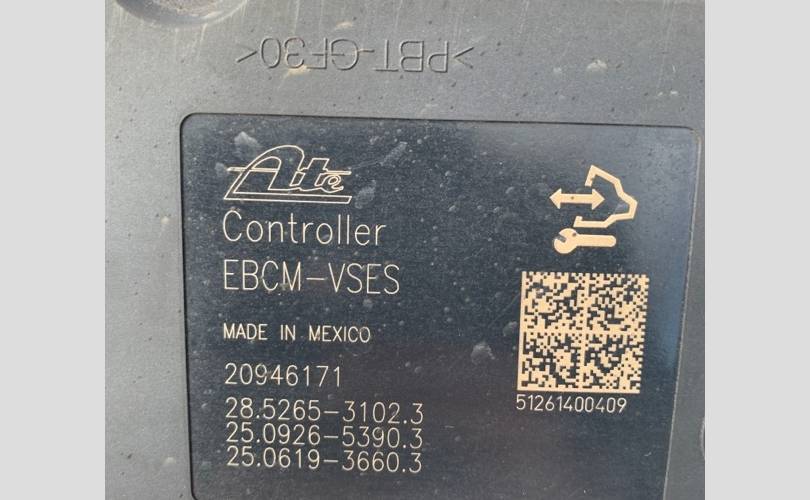 >PBT-GF30<
Ate
Controller
EBCM-VSES
MADE IN MEXICO
20946171
28.5265-3102.3
25.0926-5390.3
25.0619-3660.3
51261400409